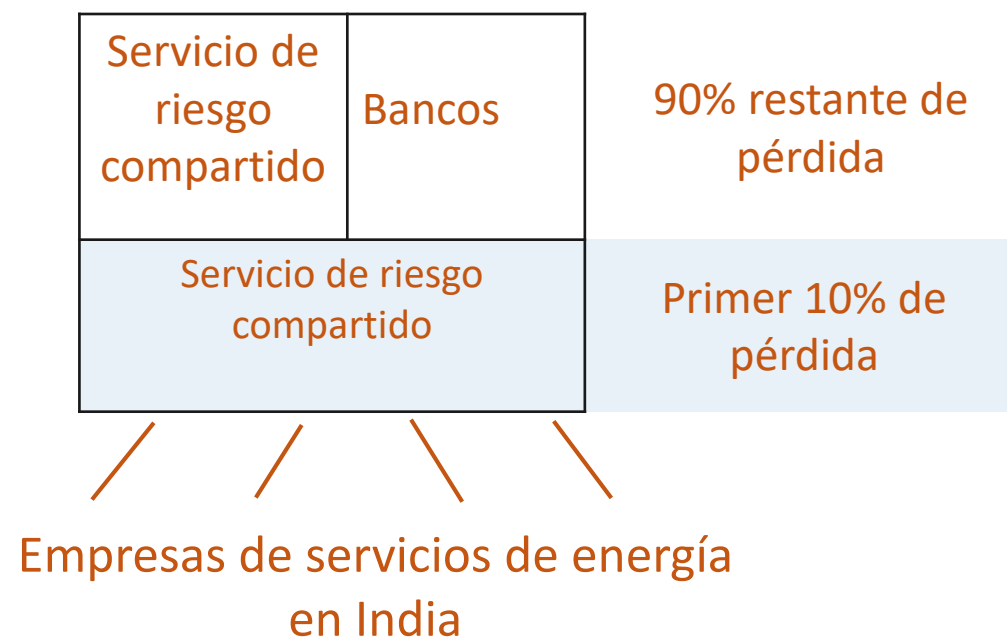 Servicio de
riesgo
compartido
Bancos
90% restante de
pérdida
Servicio de riesgo
compartido
Primer 10% de
pérdida
Empresas de servicios de energía
en India